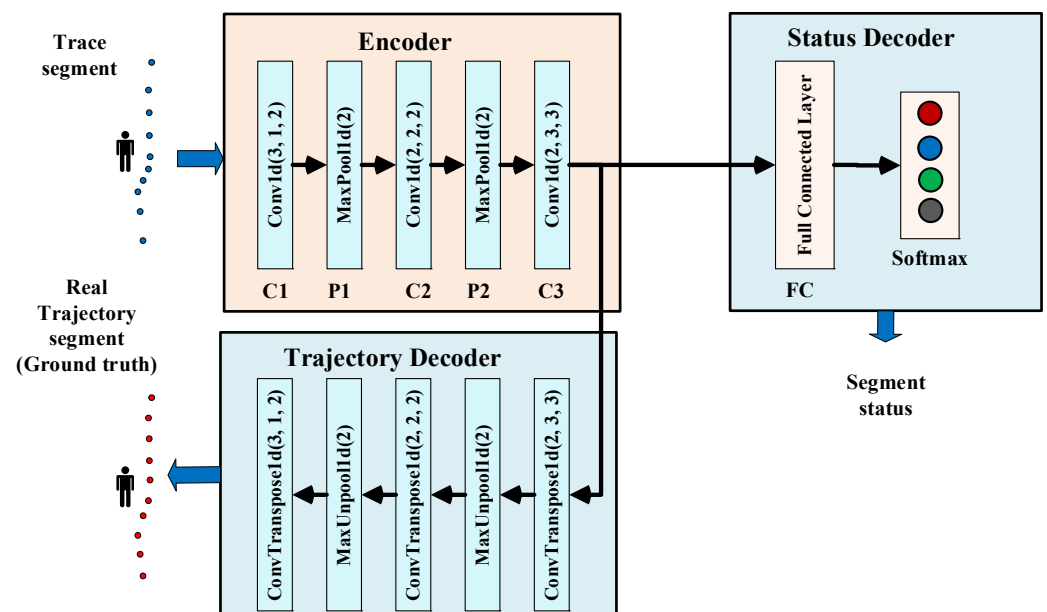 Trace
segment
Encoder
Conv1d(3, 1, 2)
MaxPool1d(2)
Conv1d(2, 2, 2)
MaxPool1d(2)
Conv1d(2, 3, 3)
C1
P1
C2
P2
C3
Status Decoder
Full Connected Layer
FC
Softmax
Segment
status
Real
Trajectory
segment
(Ground truth)
Trajectory Decoder
ConvTranspose1d(3, 1, 2)
MaxUnpool1d(2)
ConvTranspose1d(2, 2, 2)
MaxUnpool1d(2)
ConvTranspose1d(2, 3, 3)